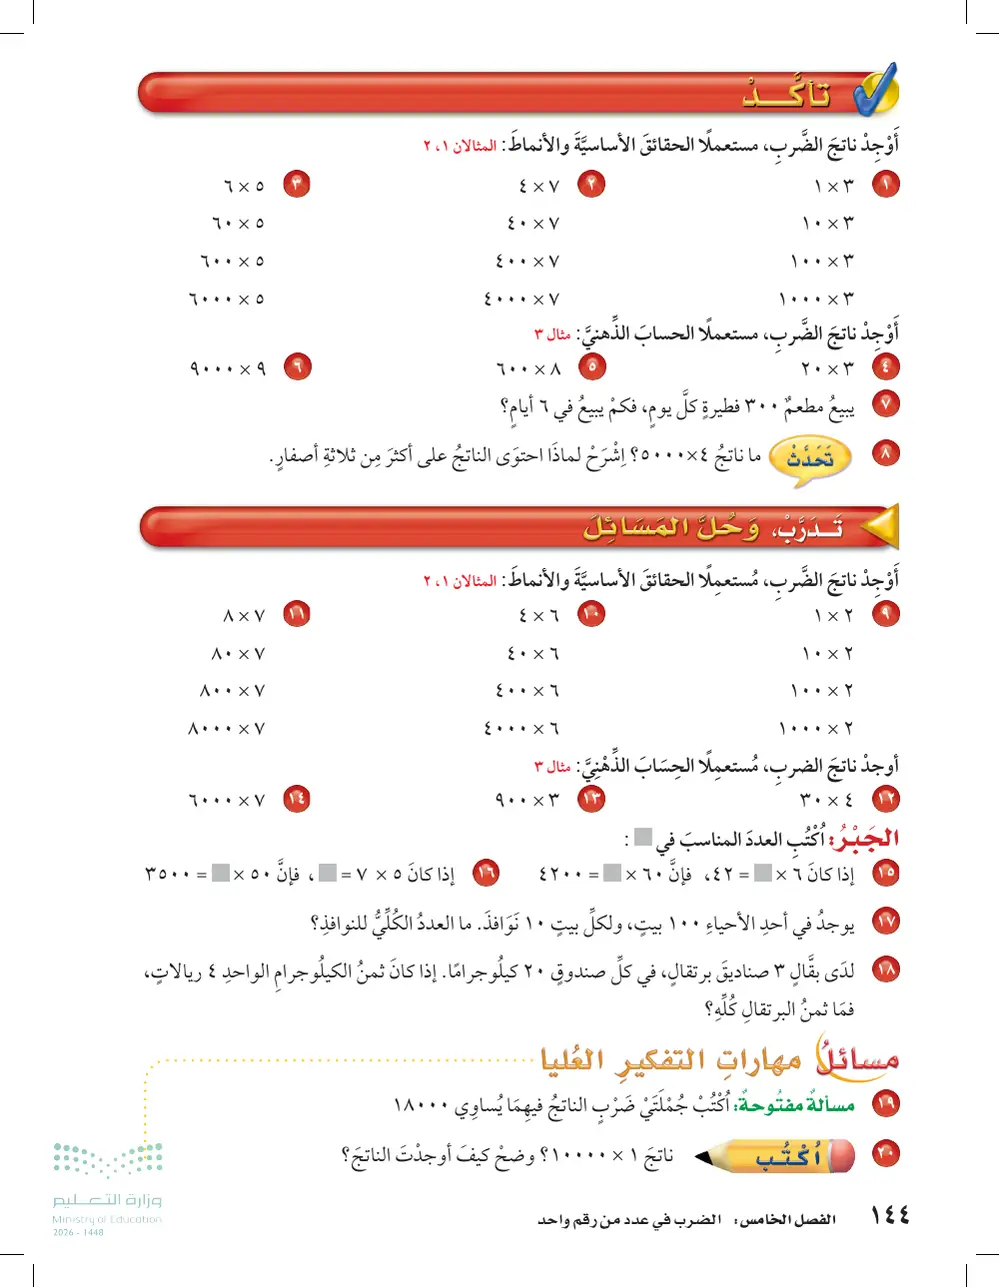 تأكَّـــدْ
أَوْجِدْ ناتجَ الضَّربِ، مستعملًا الحقائقَ الأساسيَّةَ والأنماطَ: المثالان ١، ٢
١ ٣ × ١ ٢ ٧ × ٤ ٣ ٥ × ٦
٣ × ١٠ ٧ × ٤٠ ٥ × ٦٠
٣ × ١٠٠ ٧ × ٤٠٠ ٥ × ٦٠٠
٣ × ١٠٠٠ ٧ × ٤٠٠٠ ٥ × ٦٠٠٠
أَوْجِدْ ناتجَ الضَّربِ، مستعملًا الحسابَ الذِّهنيَّ: مثال ٣
٤ ٣ × ٢٠ ٥ ٨ × ٦٠٠ ٦ ٩ × ٩٠٠٠
٧ يبيعُ مطعمٌ ٣٠٠ فطيرةٍ كلَّ يومٍ، فكمْ يبيعُ في ٦ أيامٍ؟
٨ تَحَدَّثْ ما ناتجُ ٤×٥٠٠٠؟ اِشْرَحْ لماذَا احتوَى الناتجُ على أكثرَ مِن ثلاثةِ أصفارٍ.
تَــدَرَّبْ، وَحُلَّ المَسَائِلَ
أَوْجِدْ ناتجَ الضَّربِ، مُستعمِلًا الحقائقَ الأساسيَّةَ والأنماطَ: المثالان ١، ٢
٩ ٢ × ١ ١٠ ٦ × ٤ ١١ ٧ × ٨
٢ × ١٠ ٦ × ٤٠ ٧ × ٨٠
٢ × ١٠٠ ٦ × ٤٠٠ ٧ × ٨٠٠
٢ × ١٠٠٠ ٦ × ٤٠٠٠ ٧ × ٨٠٠٠
أوجدْ ناتجَ الضربِ، مُستعمِلًا الحِسَابَ الذِّهْنِيَّ: مثال ٣
١٢ ٤ × ٣٠ ١٣ ٣ × ٩٠٠ ١٤ ٧ × ٦٠٠٠
الجَبْرُ: اُكْتُبِ العددَ المناسبَ في ■ :
١٥ إذا كانَ ٦ × ■ = ٤٢، فإنَّ ٦٠ × ■ = ٤٢٠٠ ١٦ إذا كانَ ٥ × ٧ = ■ ، فإنَّ ٥٠ × ■ = ٣٥٠٠
١٧ يوجدُ في أحدِ الأحياءِ ١٠٠ بيتٍ، ولكلِّ بيتٍ ١٠ نَوَافذَ. ما العددُ الكُلِّيُّ للنوافذِ؟
١٨ لدَى بقَّالٍ ٣ صناديقَ برتقالٍ، في كلِّ صندوقٍ ٢٠ كيلُوجرامًا. إذا كانَ ثمنُ الكيلُوجرامِ الواحدِ ٤ ريالاتٍ،
فمَا ثمنُ البرتقالِ كُلِّهِ؟
مسائلُ مهاراتِ التفكيرِ العُليا
١٩ مسألةٌ مفتُوحةٌ: اُكْتُبْ جُمْلَتَيْ ضَرْبٍ الناتجُ فيهِمَا يُساوِي ١٨٠٠٠
٢٠ اُكْتُب ناتجَ ١ × ١٠٠٠٠؟ وضحْ كيفَ أوجدْتَ الناتجَ؟
وزارة التعـــليم
Ministry of Education
2026 - 1448
١٤٤ الفصل الخامس: الضرب في عدد من رقم واحد